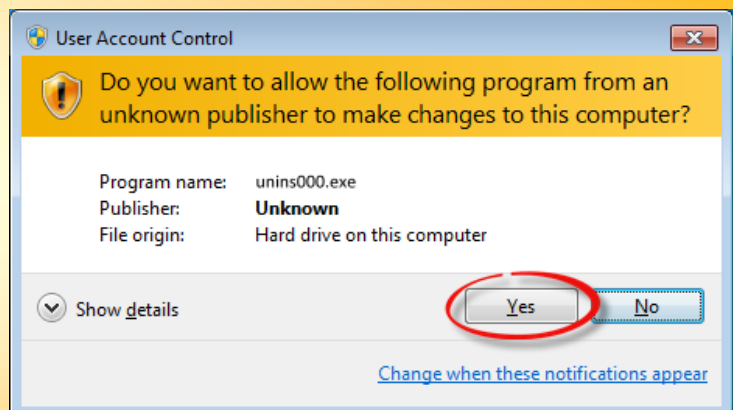 User Account Control
Do you want to allow the following program from an
unknown publisher to make changes to this computer?
Program name: unins000.exe
Publisher: Unknown
File origin: Hard drive on this computer
Show details
Yes
No
Change when these notifications appear